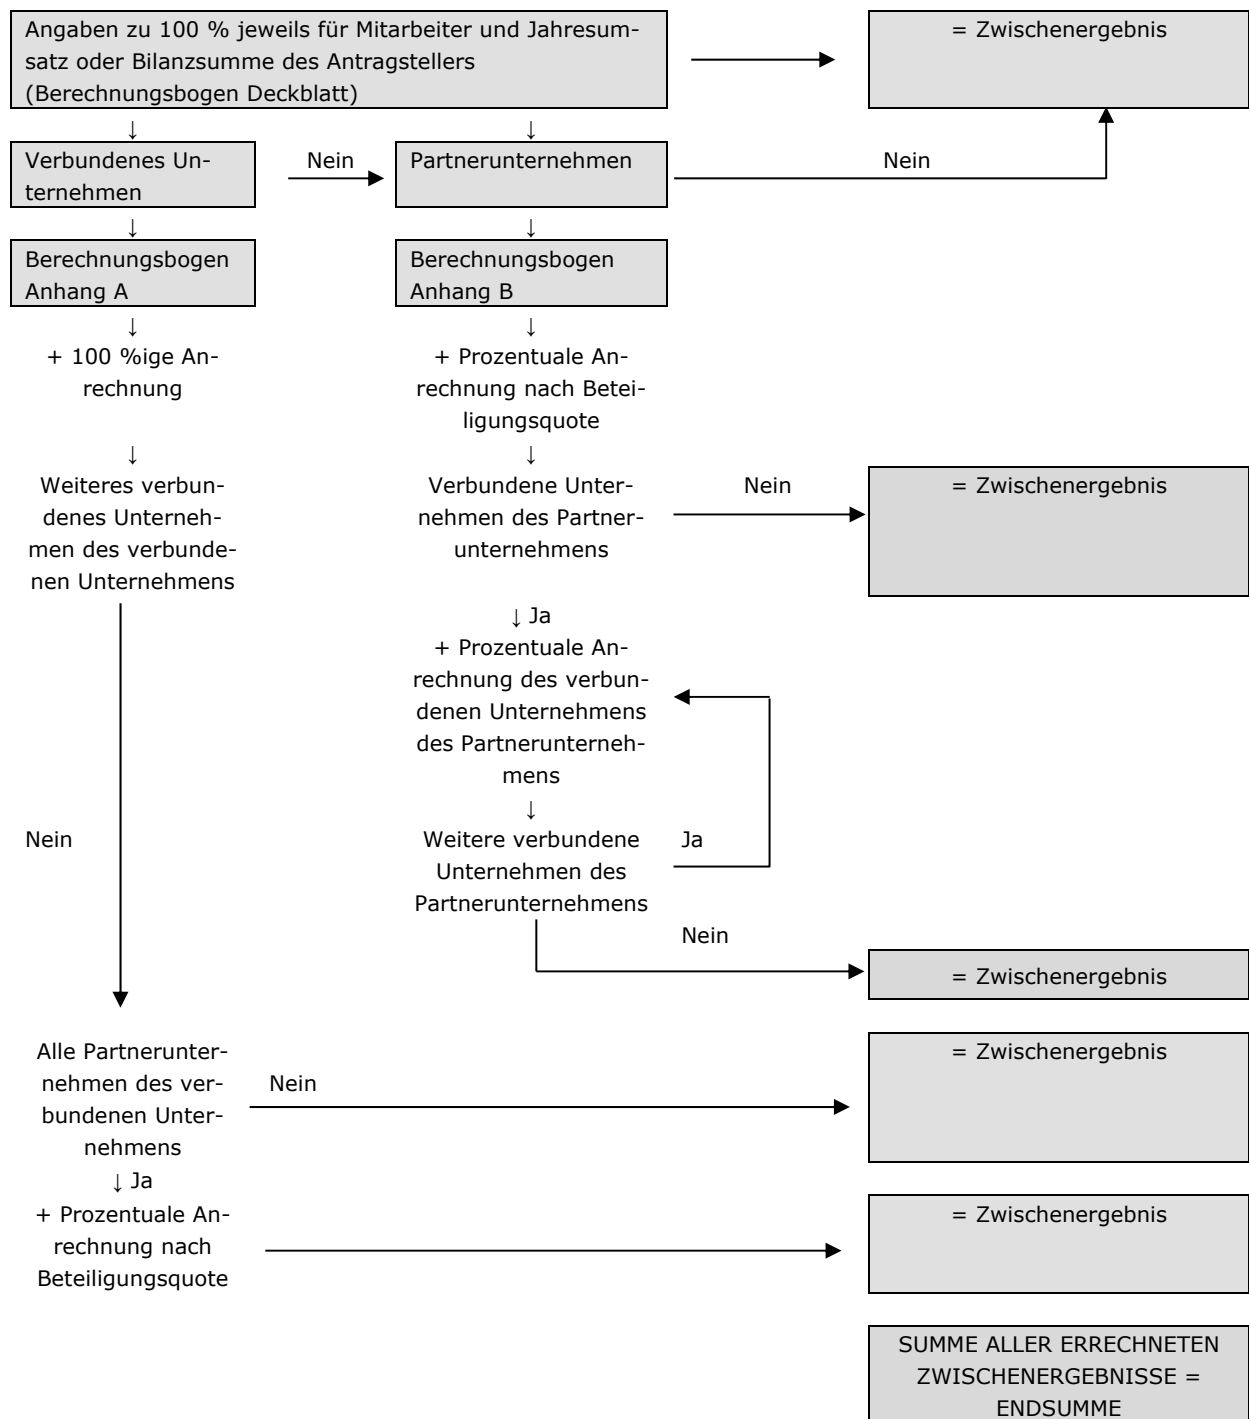 Angaben zu 100 % jeweils für Mitarbeiter und Jahresum-
satz oder Bilanzsumme des Antragstellers
(Berechnungsbogen Deckblatt)
= Zwischenergebnis
↓
↓
Verbundenes Un-
ternehmen
Nein
Partnerunternehmen
Nein
↓
↓
Berechnungsbogen
Anhang A
Berechnungsbogen
Anhang B
↓
↓
+ 100 %ige An-
rechnung
+ Prozentuale An-
rechnung nach Betei-
ligungsquote
↓
↓
Weiteres verbun-
denes Unterneh-
men des verbunde-
nen Unternehmens
Verbundene Unter-
nehmen des Partner-
unternehmens
Nein
= Zwischenergebnis
↓ Ja
+ Prozentuale An-
rechnung des verbun-
denen Unternehmens
des Partnerunterneh-
mens
↓
Nein
Weitere verbundene
Unternehmen des
Partnerunternehmens
Ja
Nein
= Zwischenergebnis
Alle Partnerunter-
nehmen des ver-
bundenen Unter-
nehmens
Nein
= Zwischenergebnis
↓ Ja
+ Prozentuale An-
rechnung nach
Beteiligungsquote
= Zwischenergebnis
SUMME ALLER ERRECHNETEN
ZWISCHENERGEBNISSE =
ENDSUMME